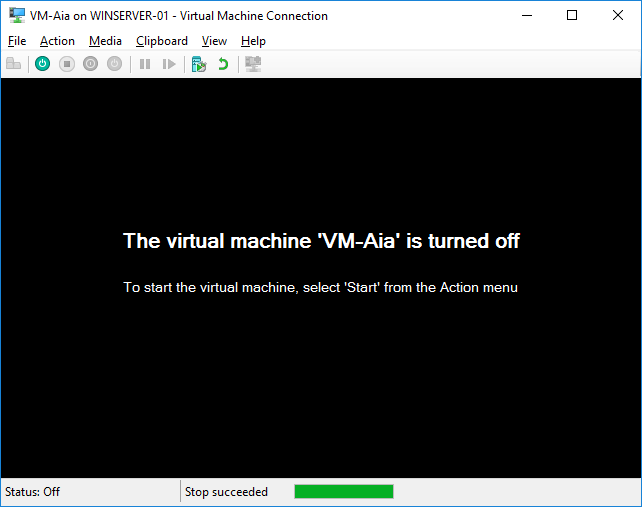 VM-Aia on WINSERVER-01 - Virtual Machine Connection
File Action Media Clipboard View Help
The virtual machine 'VM-Aia' is turned off
To start the virtual machine, select 'Start' from the Action menu
Status: Off Stop succeeded